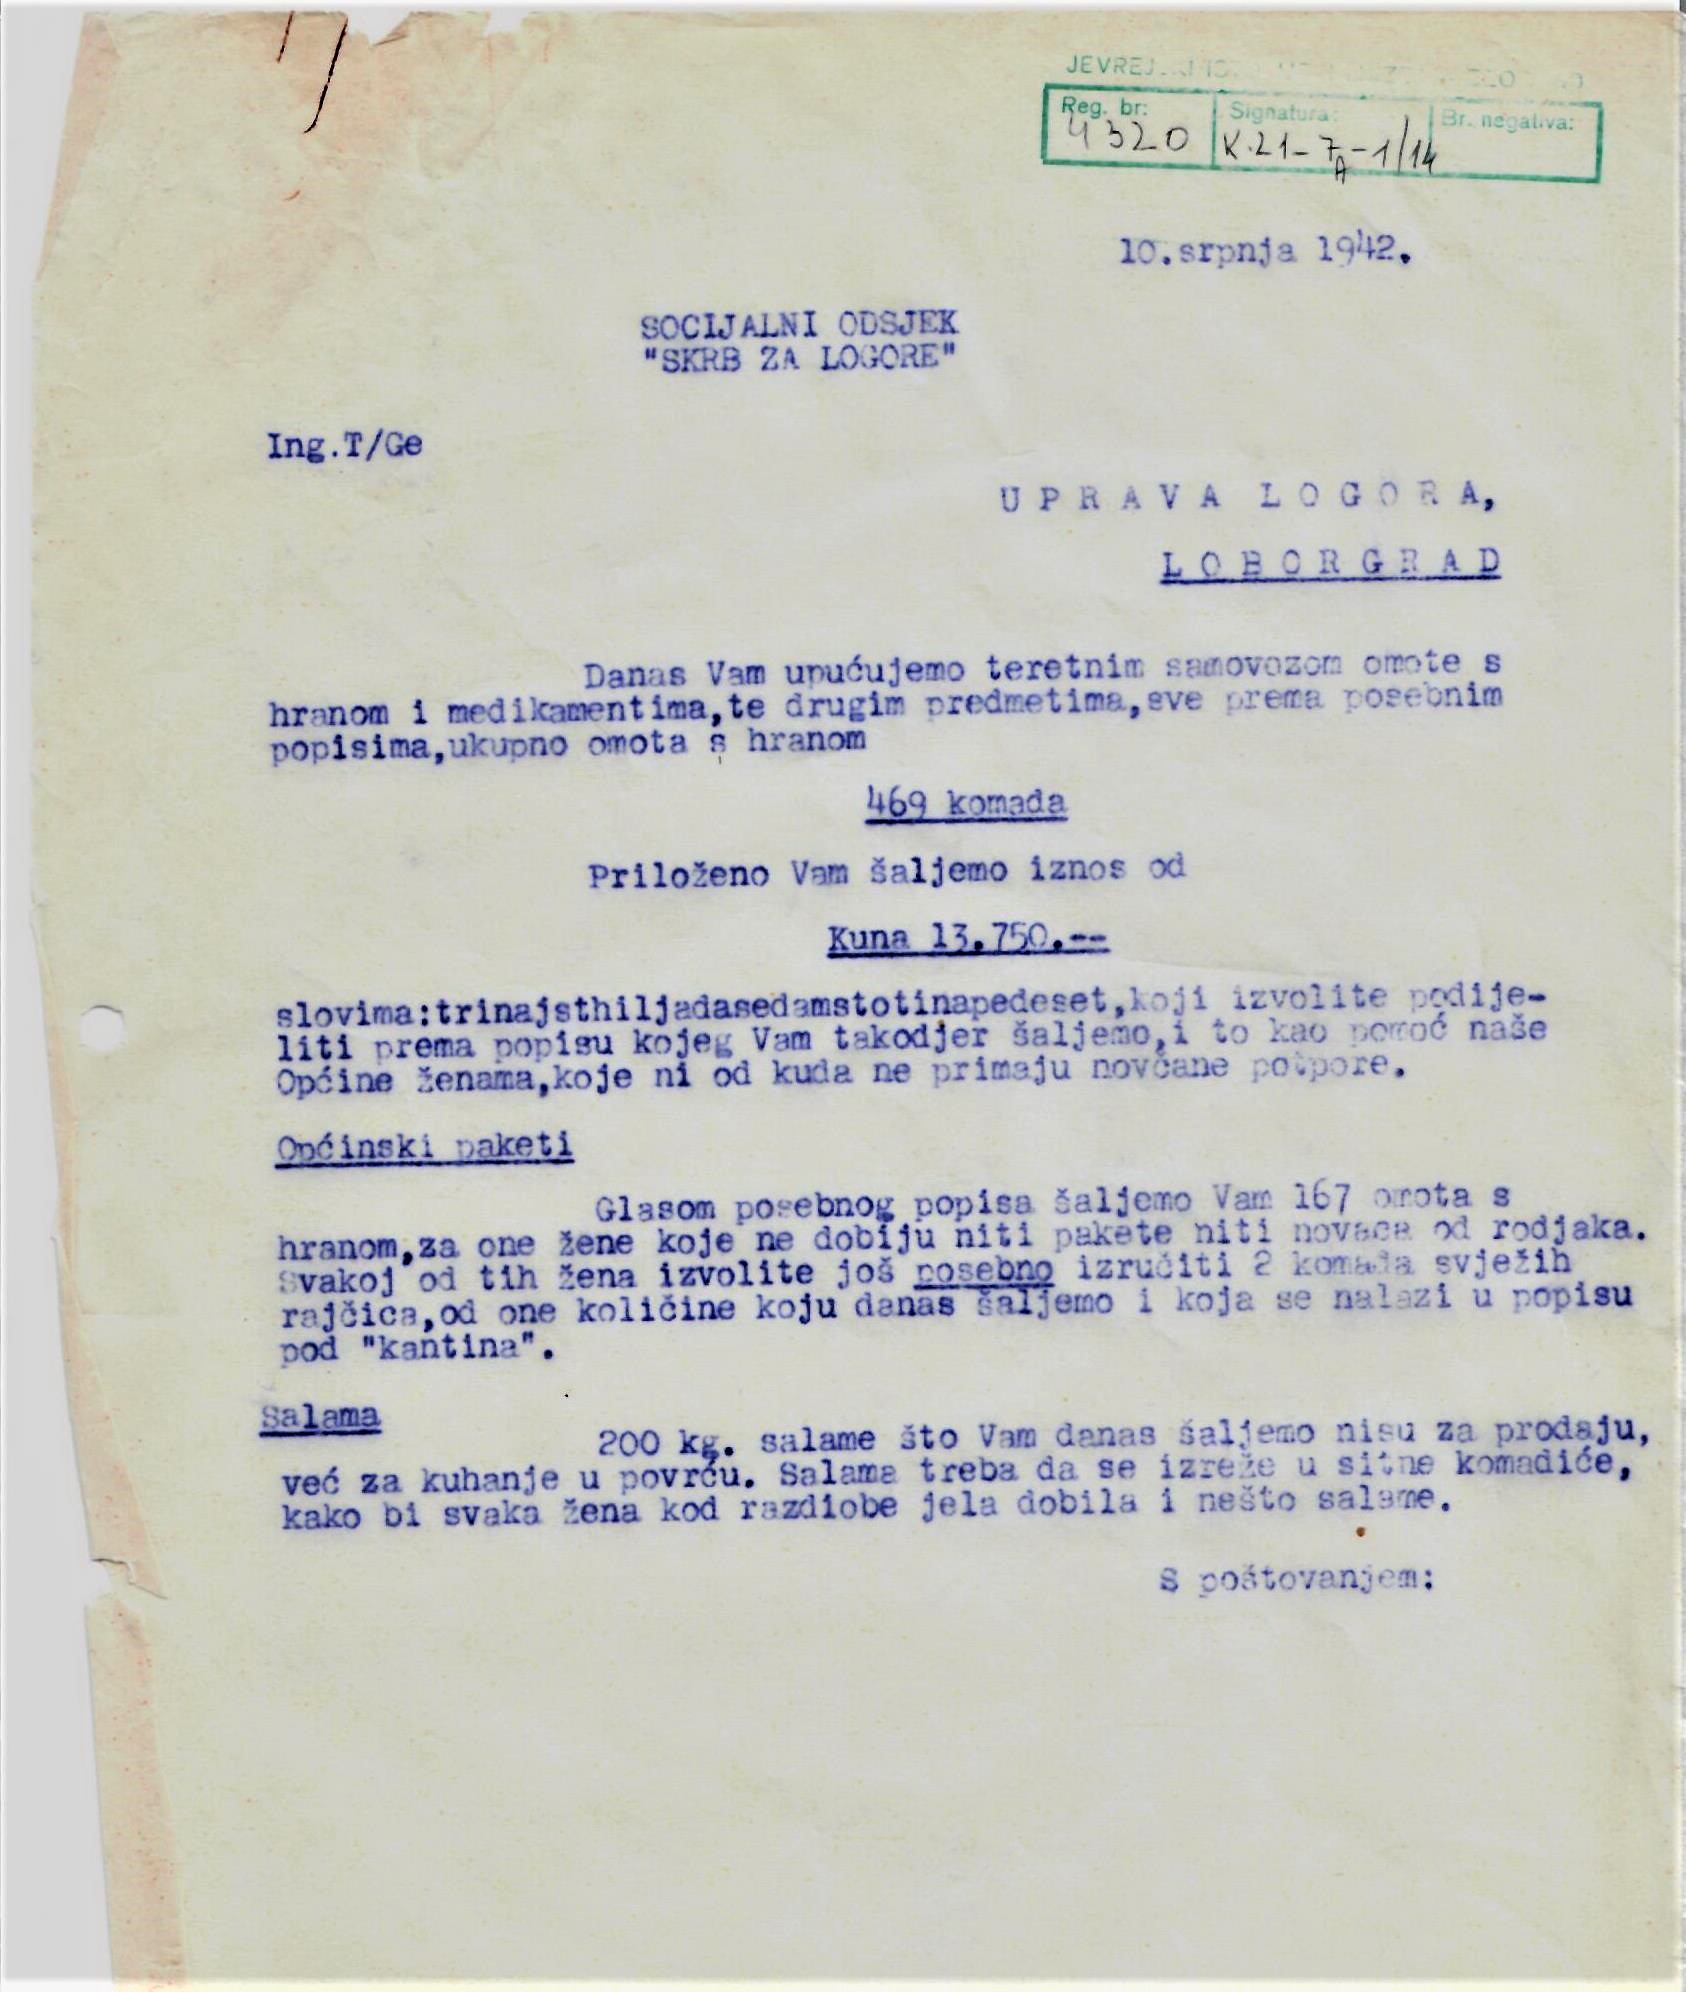 JEVREJ
Reg. br: Signatura: Br. negativa:
4320 K.21-7A-1/14
10.srpnja 1942.
SOCIJALNI ODSJEK
"SKRB ZA LOGORE"
Ing.T/Ge
UPRAVA LOGORA,
LOBORGRAD
Danas Vam upućujemo teretnim samovozom omote s
hranom i medikamentima,te drugim predmetima,sve prema posebnim
popisima,ukupno omota s hranom
469 komada
Priloženo Vam šaljemo iznos od
Kuna 13.750.--
slovima:trinajsthiljadasedamstotinapedeset,koji izvolite podije-
liti prema popisu kojeg Vam takodjer šaljemo,i to kao pomoć naše
Općine ženama,koje ni od kuda ne primaju novčane potpore.
Općinski paketi
Glasom posebnog popisa šaljemo Vam 167 omota s
hranom,za one žene koje ne dobiju niti pakete niti novaca od rodjaka.
Svakoj od tih žena izvolite još posebno izručiti 2 komada svježih
rajčica,od one količine koju danas šaljemo i koja se nalazi u popisu
pod "kantina".
Salama
200 kg. salame što Vam danas šaljemo nisu za prodaju,
već za kuhanje u povrću. Salama treba da se izreže u sitne komadiće,
kako bi svaka žena kod razdiobe jela dobila i nešto salame.
S poštovanjem: